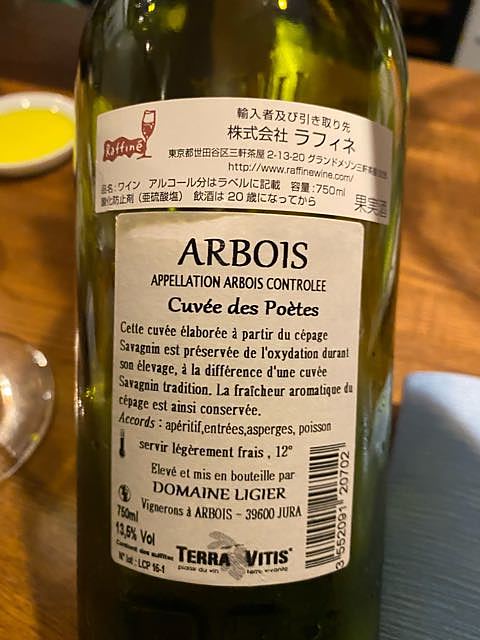 Raffiné
輸入者及び引き取り先
株式会社 ラフィネ
東京都世田谷区三軒茶屋 2-13-20 グランドメゾン三軒茶屋
http://www.raffinewine.com/
品名:ワイン アルコール分はラベルに記載 容量:750ml
酸化防止剤(亜硫酸塩) 飲酒は20歳になってから
果実酒
ARBOIS
APPELLATION ARBOIS CONTROLEE
Cuvée des Poètes
Cette cuvée élaborée à partir du cépage
Savagnin est préservée de l'oxydation durant
son élevage, à la différence d'une cuvée
Savagnin tradition. La fraîcheur aromatique du
cépage est ainsi conservée.
Accords : apéritif,entrées,asperges, poisson
servir légèrement frais , 12°
Elevé et mis en bouteille par
DOMAINE LIGIER
Vignerons à ARBOIS - 39600 JURA
750ml
13,5% Vol
Contient des sulfites
N° lot : LCP 16-1
TERRA VITIS
plaisir du vin terre vivante
3 552091 20702